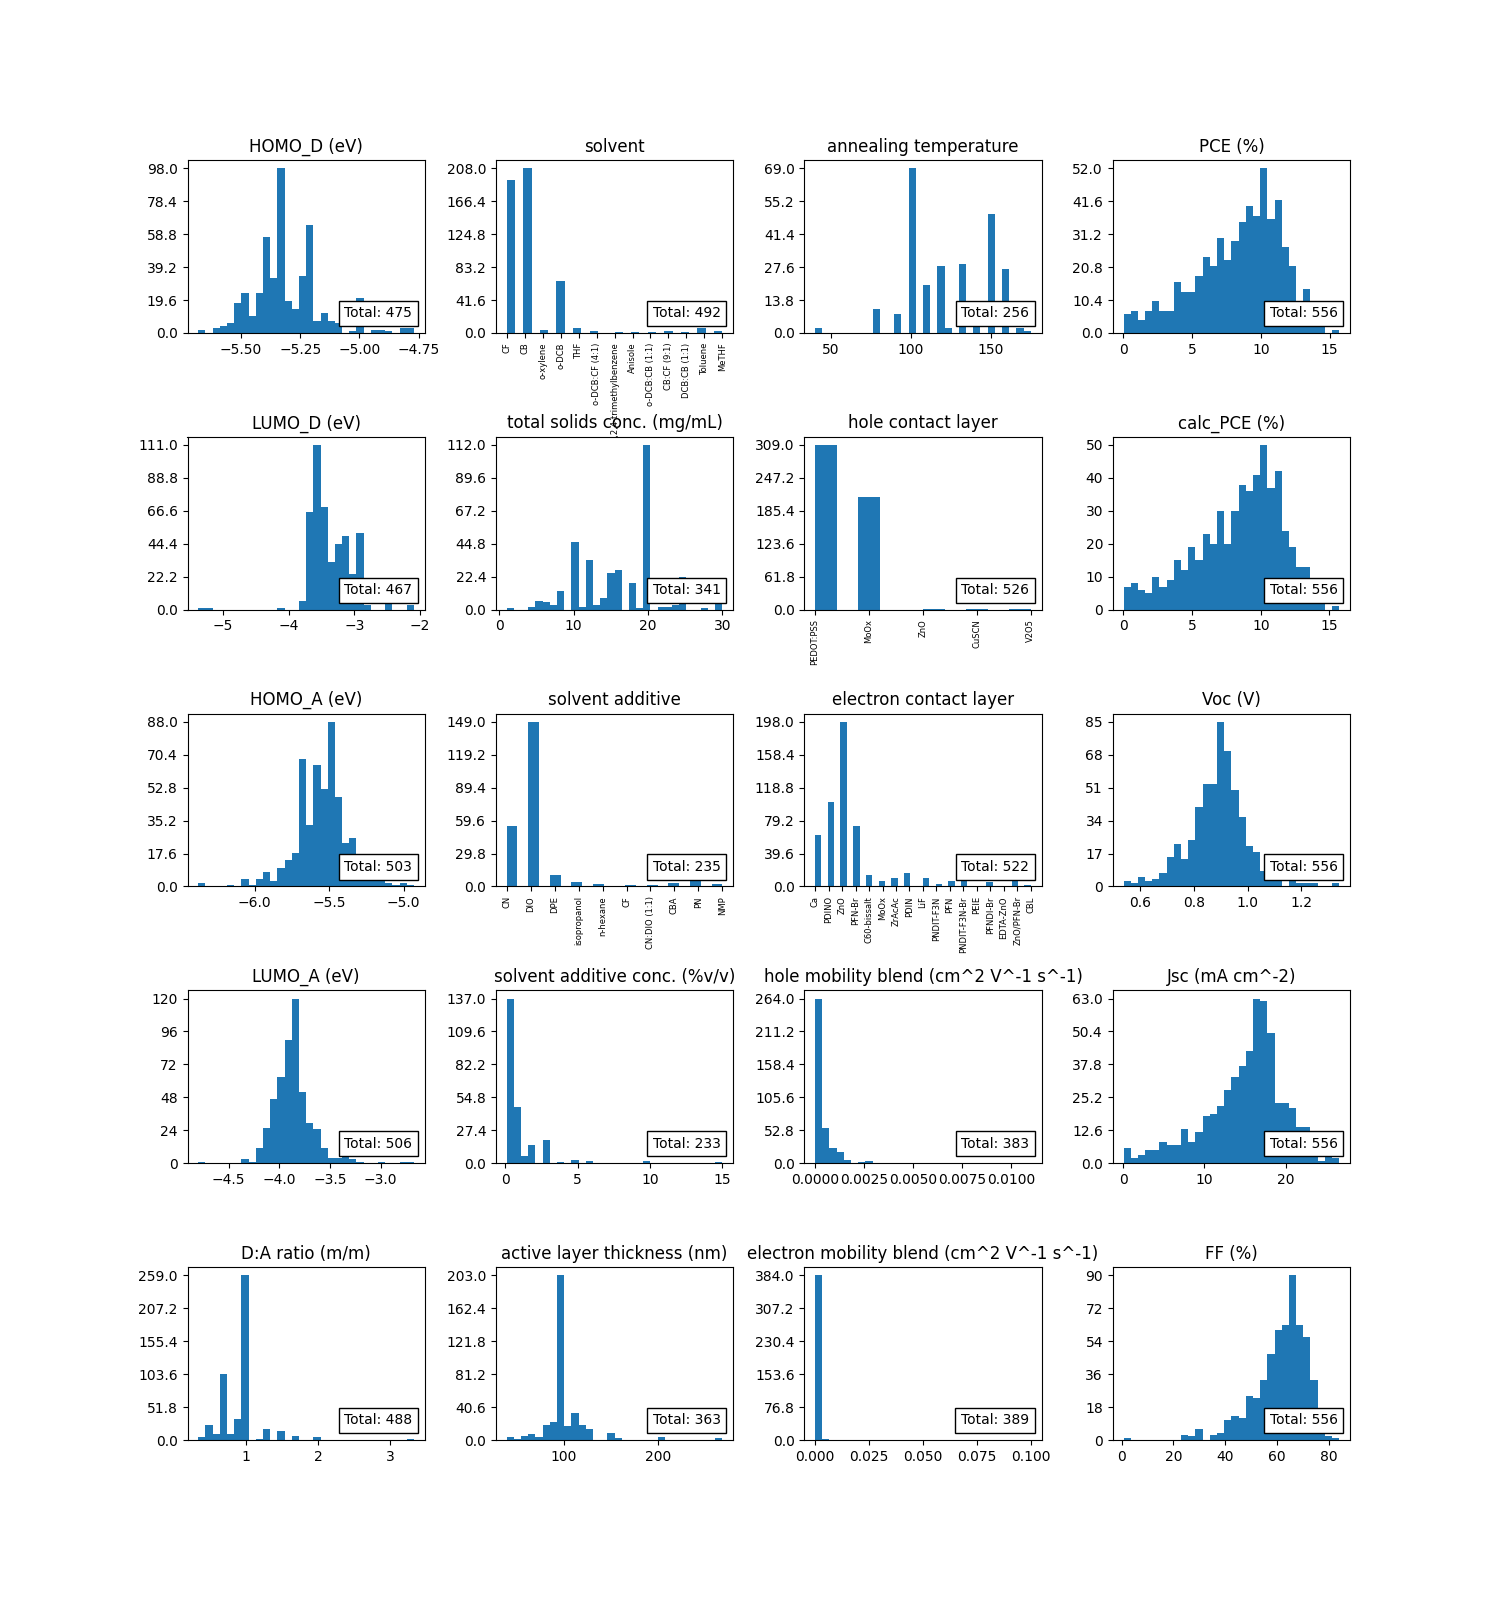 HOMO_D (eV)
98.0
78.4
58.8
39.2
19.6
0.0
Total: 475
−5.50 −5.25 −5.00 −4.75
solvent
208.0
166.4
124.8
83.2
41.6
0.0
Total: 492
CF
CB
o-xylene
o-DCB
THF
o-DCB:CF (4:1)
trimethylbenzene
Anisole
o-DCB:CB (1:1)
CB:CF (9:1)
DCB:CB (1:1)
Toluene
MeTHF
annealing temperature
69.0
55.2
41.4
27.6
13.8
0.0
Total: 256
50 100 150
PCE (%)
52.0
41.6
31.2
20.8
10.4
0.0
Total: 556
0 5 10 15
LUMO_D (eV)
111.0
88.8
66.6
44.4
22.2
0.0
Total: 467
−5 −4 −3 −2
total solids conc. (mg/mL)
112.0
89.6
67.2
44.8
22.4
0.0
Total: 341
0 10 20 30
hole contact layer
309.0
247.2
185.4
123.6
61.8
0.0
Total: 526
PEDOT:PSS
MoOx
ZnO
CuSCN
V2O5
calc_PCE (%)
50
40
30
20
10
0
Total: 556
0 5 10 15
HOMO_A (eV)
88.0
70.4
52.8
35.2
17.6
0.0
Total: 503
−6.0 −5.5 −5.0
solvent additive
149.0
119.2
89.4
59.6
29.8
0.0
Total: 235
CN
DIO
DPE
isopropanol
n-hexane
CF
CN:DIO (1:1)
CBA
PN
NMP
electron contact layer
198.0
158.4
118.8
79.2
39.6
0.0
Total: 522
Ca
PDINO
ZnO
PFN-Br
C60-bissalt
MoOx
ZrAcAc
PDIN
LiF
PNDIT-F3N
PFN
PNDIT-F3N-Br
PEIE
PFNDI-Br
EDTA-ZnO
ZnO/PFN-Br
CBL
Voc (V)
85
68
51
34
17
0
Total: 556
0.6 0.8 1.0 1.2
LUMO_A (eV)
120
96
72
48
24
0
Total: 506
−4.5 −4.0 −3.5 −3.0
solvent additive conc. (%v/v)
137.0
109.6
82.2
54.8
27.4
0.0
Total: 233
0 5 10 15
hole mobility blend (cm^2 V^-1 s^-1)
264.0
211.2
158.4
105.6
52.8
0.0
Total: 383
0.0000 0.0025 0.0050 0.0075 0.0100
Jsc (mA cm^-2)
63.0
50.4
37.8
25.2
12.6
0.0
Total: 556
0 10 20
D:A ratio (m/m)
259.0
207.2
155.4
103.6
51.8
0.0
Total: 488
1 2 3
active layer thickness (nm)
203.0
162.4
121.8
81.2
40.6
0.0
Total: 363
100 200
electron mobility blend (cm^2 V^-1 s^-1)
384.0
307.2
230.4
153.6
76.8
0.0
Total: 389
0.000 0.025 0.050 0.075 0.100
FF (%)
90
72
54
36
18
0
Total: 556
0 20 40 60 80